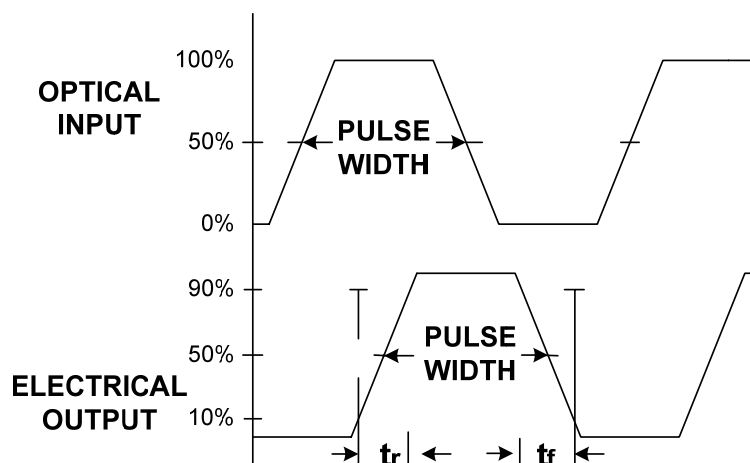 100%
OPTICAL
INPUT
50%
PULSE
WIDTH
0%
90%
50%
PULSE
WIDTH
ELECTRICAL
OUTPUT
10%
tr
tf